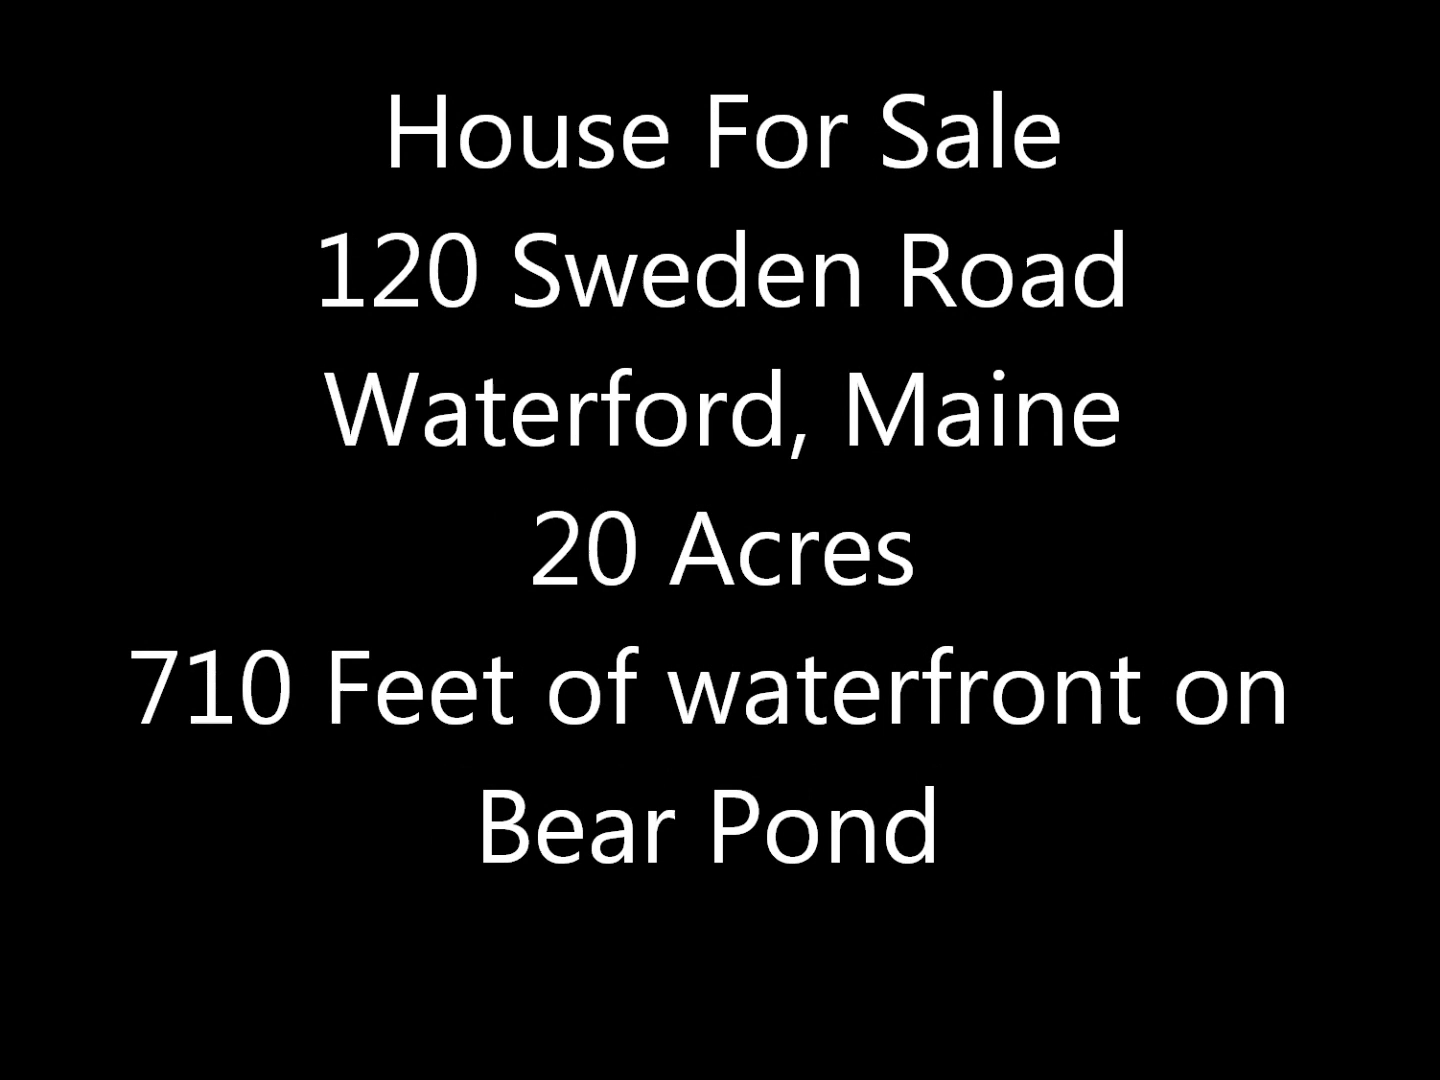 House For Sale
120 Sweden Road
Waterford, Maine
20 Acres
710 Feet of waterfront on
Bear Pond